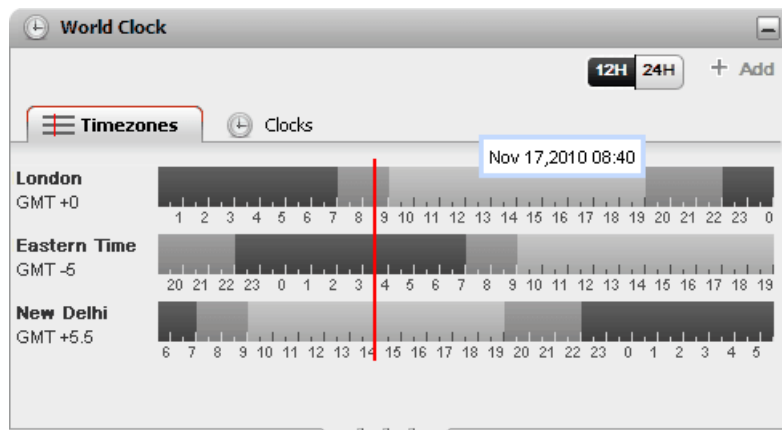 World Clock
12H 24H + Add
Timezones Clocks
Nov 17,2010 08:40
London
GMT +0
1 2 3 4 5 6 7 8 9 10 11 12 13 14 15 16 17 18 19 20 21 22 23 0
Eastern Time
GMT -5
20 21 22 23 0 1 2 3 4 5 6 7 8 9 10 11 12 13 14 15 16 17 18 19
New Delhi
GMT +5.5
6 7 8 9 10 11 12 13 14 15 16 17 18 19 20 21 22 23 0 1 2 3 4 5